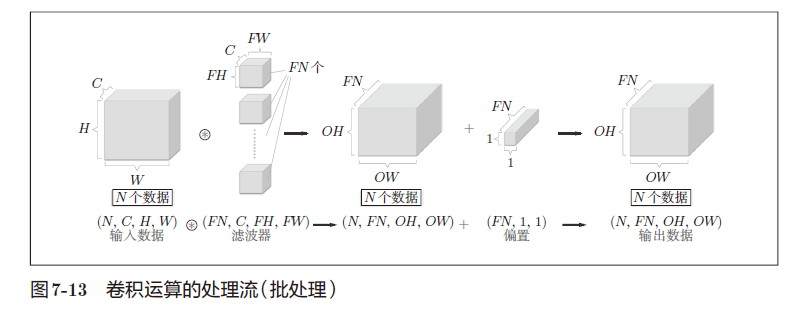 FW
C
FH
FN个
C
H
W
N个数据
⊛
FN
OH
OW
N个数据
+
FN
1
1
FN
OH
OW
N个数据
(N, C, H, W) ⊛ (FN, C, FH, FW) → (N, FN, OH, OW) + (FN, 1, 1) → (N, FN, OH, OW)
输入数据 滤波器 偏置 输出数据
图7-13 卷积运算的处理流(批处理)